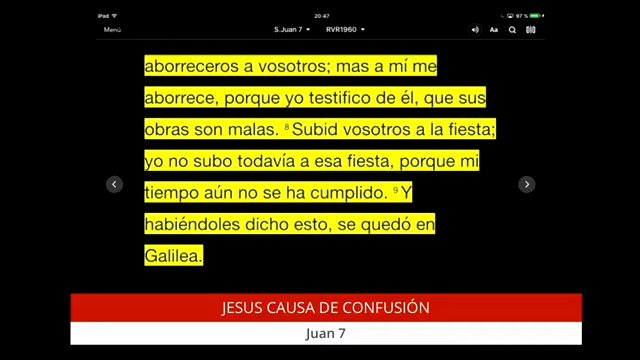 iPad 20:47 97 %
Menú S.Juan 7 RVR1960 Aa
aborreceros a vosotros; mas a mí me
aborrece, porque yo testifico de él, que sus
obras son malas. 8 Subid vosotros a la fiesta;
yo no subo todavía a esa fiesta, porque mi
tiempo aún no se ha cumplido. 9 Y
habiéndoles dicho esto, se quedó en
Galilea.
JESUS CAUSA DE CONFUSIÓN
Juan 7